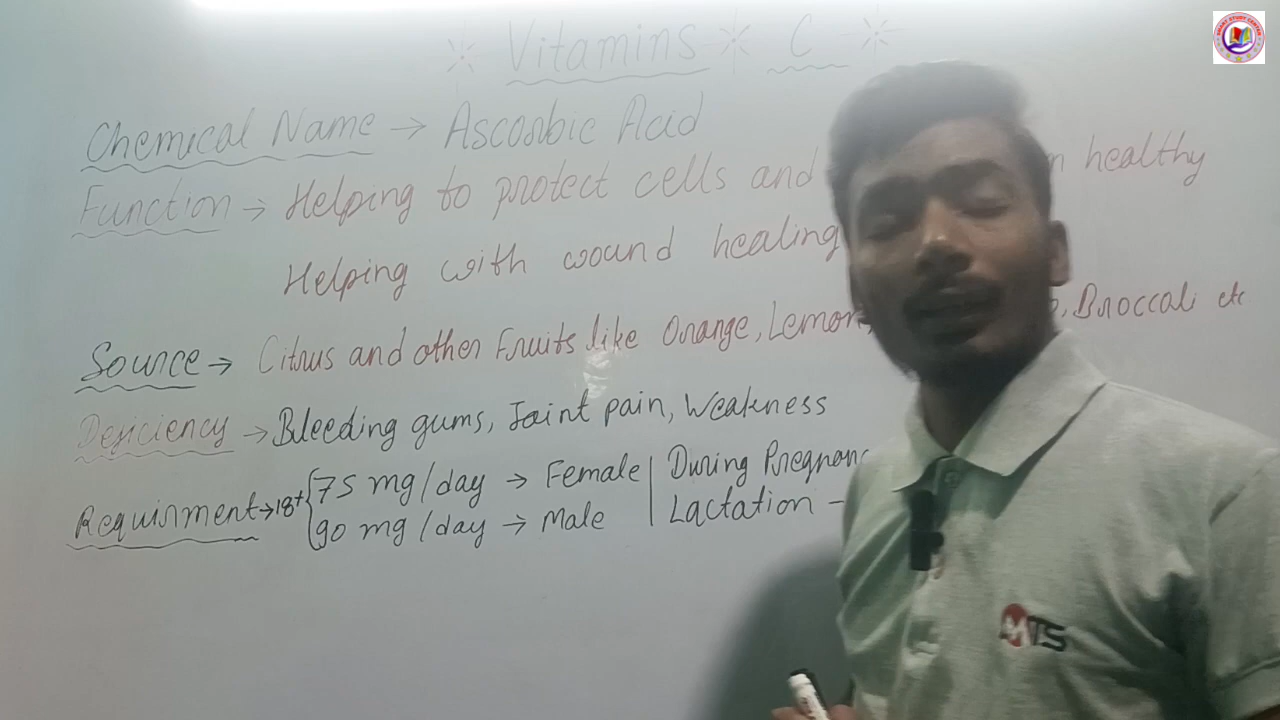 Vitamins C
Chemical Name → Ascorbic Acid
Function → Helping to protect cells and healthy
Helping with wound healing
Source → Citrus and other Fruits like Orange, Lemon, Broccoli etc
Deficiency → Bleeding gums, Joint pain, Weakness
Requirment → 18+ { 75 mg/day → Female | During
90 mg/day → Male | Lactation -